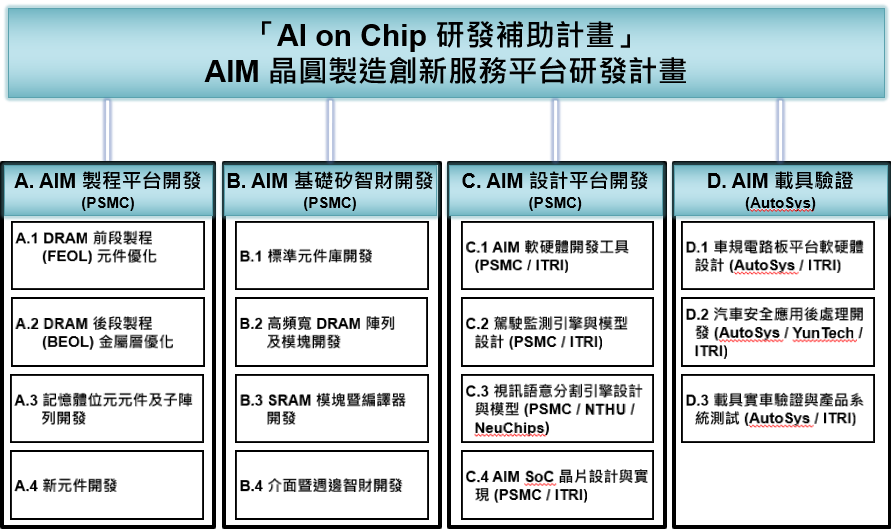 「AI on Chip 研發補助計畫」
AIM 晶圓製造創新服務平台研發計畫
A. AIM 製程平台開發
(PSMC)
A.1 DRAM 前段製程
(FEOL) 元件優化
A.2 DRAM 後段製程
(BEOL) 金屬層優化
A.3 記憶體位元元件及子陣
列開發
A.4 新元件開發
B. AIM 基礎矽智財開發
(PSMC)
B.1 標準元件庫開發
B.2 高頻寬 DRAM 陣列
及模塊開發
B.3 SRAM 模塊暨編譯器
開發
B.4 介面暨週邊智財開發
C. AIM 設計平台開發
(PSMC)
C.1 AIM 軟硬體開發工具
(PSMC / ITRI)
C.2 駕駛監測引擎與模型
設計 (PSMC / ITRI)
C.3 視訊語意分割引擎設計
與模型 (PSMC / NTHU /
NeuChips)
C.4 AIM SoC 晶片設計與實
現 (PSMC / ITRI)
D. AIM 載具驗證
(AutoSys)
D.1 車規電路板平台軟硬體
設計 (AutoSys / ITRI)
D.2 汽車安全應用後處理開
發 (AutoSys / YunTech /
ITRI)
D.3 載具實車驗證與產品系
統測試 (AutoSys / ITRI)